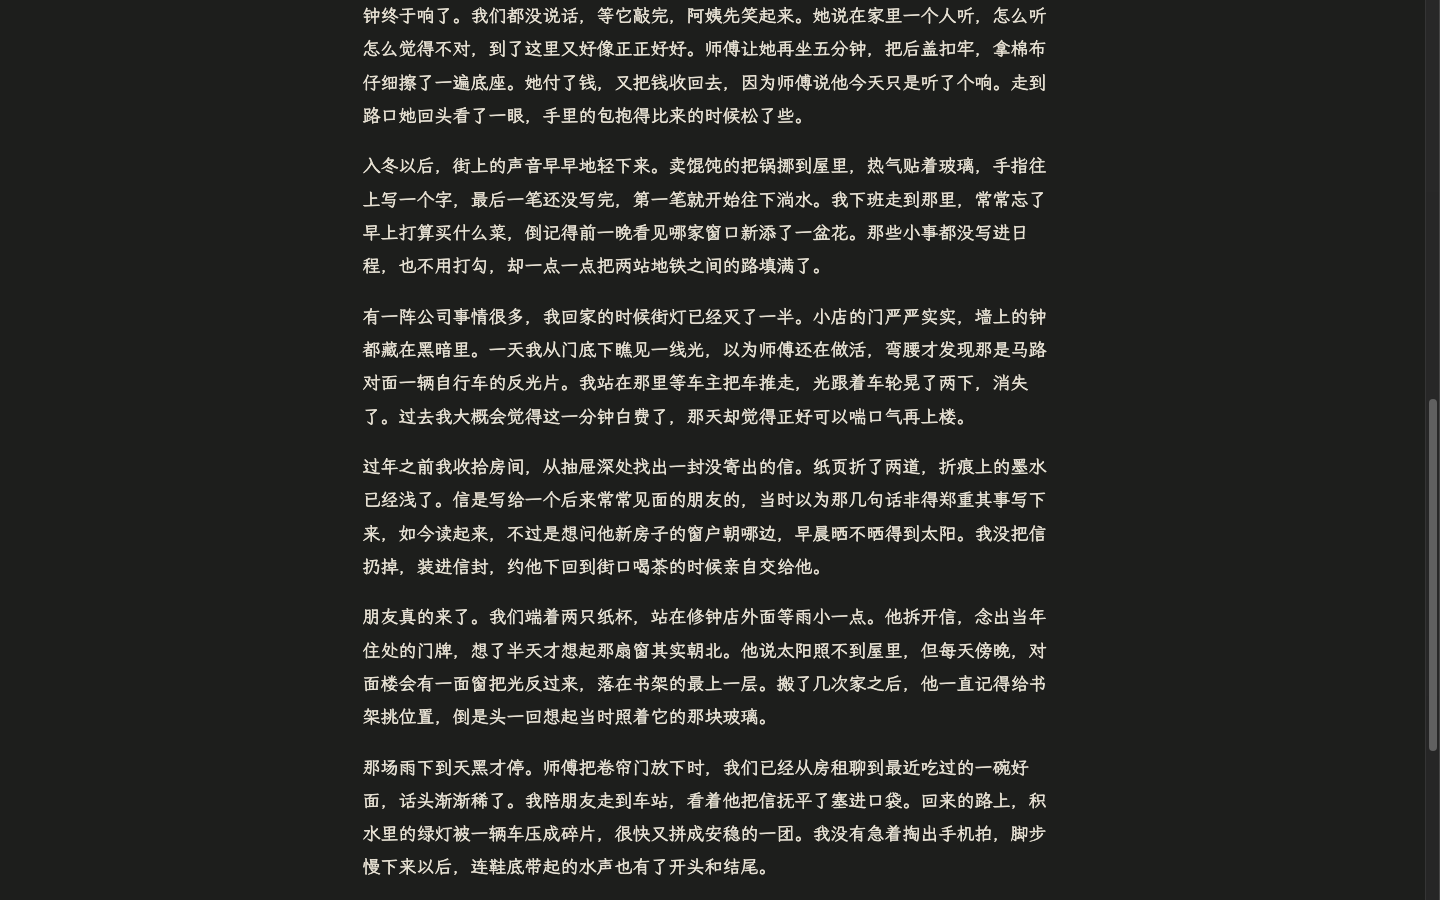 钟终于响了。我们都没说话，等它敲完，阿姨先笑起来。她说在家里一个人听，怎么听
怎么觉得不对，到了这里又好像正正好好。师傅让她再坐五分钟，把后盖扣牢，拿棉布
仔细擦了一遍底座。她付了钱，又把钱收回去，因为师傅说他今天只是听了个响。走到
路口她回头看了一眼，手里的包抱得比来的时候松了些。
入冬以后，街上的声音早早地轻下来。卖馄饨的把锅挪到屋里，热气贴着玻璃，手指往
上写一个字，最后一笔还没写完，第一笔就开始往下淌水。我下班走到那里，常常忘了
早上打算买什么菜，倒记得前一晚看见哪家窗口新添了一盆花。那些小事都没写进日
程，也不用打勾，却一点一点把两站地铁之间的路填满了。
有一阵公司事情很多，我回家的时候街灯已经灭了一半。小店的门严严实实，墙上的钟
都藏在黑暗里。一天我从门底下瞧见一线光，以为师傅还在做活，弯腰才发现那是马路
对面一辆自行车的反光片。我站在那里等车主把车推走，光跟着车轮晃了两下，消失
了。过去我大概会觉得这一分钟白费了，那天却觉得正好可以喘口气再上楼。
过年之前我收拾房间，从抽屉深处找出一封没寄出的信。纸页折了两道，折痕上的墨水
已经浅了。信是写给一个后来常常见面的朋友的，当时以为那几句话非得郑重其事写下
来，如今读起来，不过是想问他新房子的窗户朝哪边，早晨晒不晒得到太阳。我没把信
扔掉，装进信封，约他下回到街口喝茶的时候亲自交给他。
朋友真的来了。我们端着两只纸杯，站在修钟店外面等雨小一点。他拆开信，念出当年
住处的门牌，想了半天才想起那扇窗其实朝北。他说太阳照不到屋里，但每天傍晚，对
面楼会有一面窗把光反过来，落在书架的最上一层。搬了几次家之后，他一直记得给书
架挑位置，倒是头一回想起当时照着它的那块玻璃。
那场雨下到天黑才停。师傅把卷帘门放下时，我们已经从房租聊到最近吃过的一碗好
面，话头渐渐稀了。我陪朋友走到车站，看着他把信抚平了塞进口袋。回来的路上，积
水里的绿灯被一辆车压成碎片，很快又拼成安稳的一团。我没有急着掏出手机拍，脚步
慢下来以后，连鞋底带起的水声也有了开头和结尾。